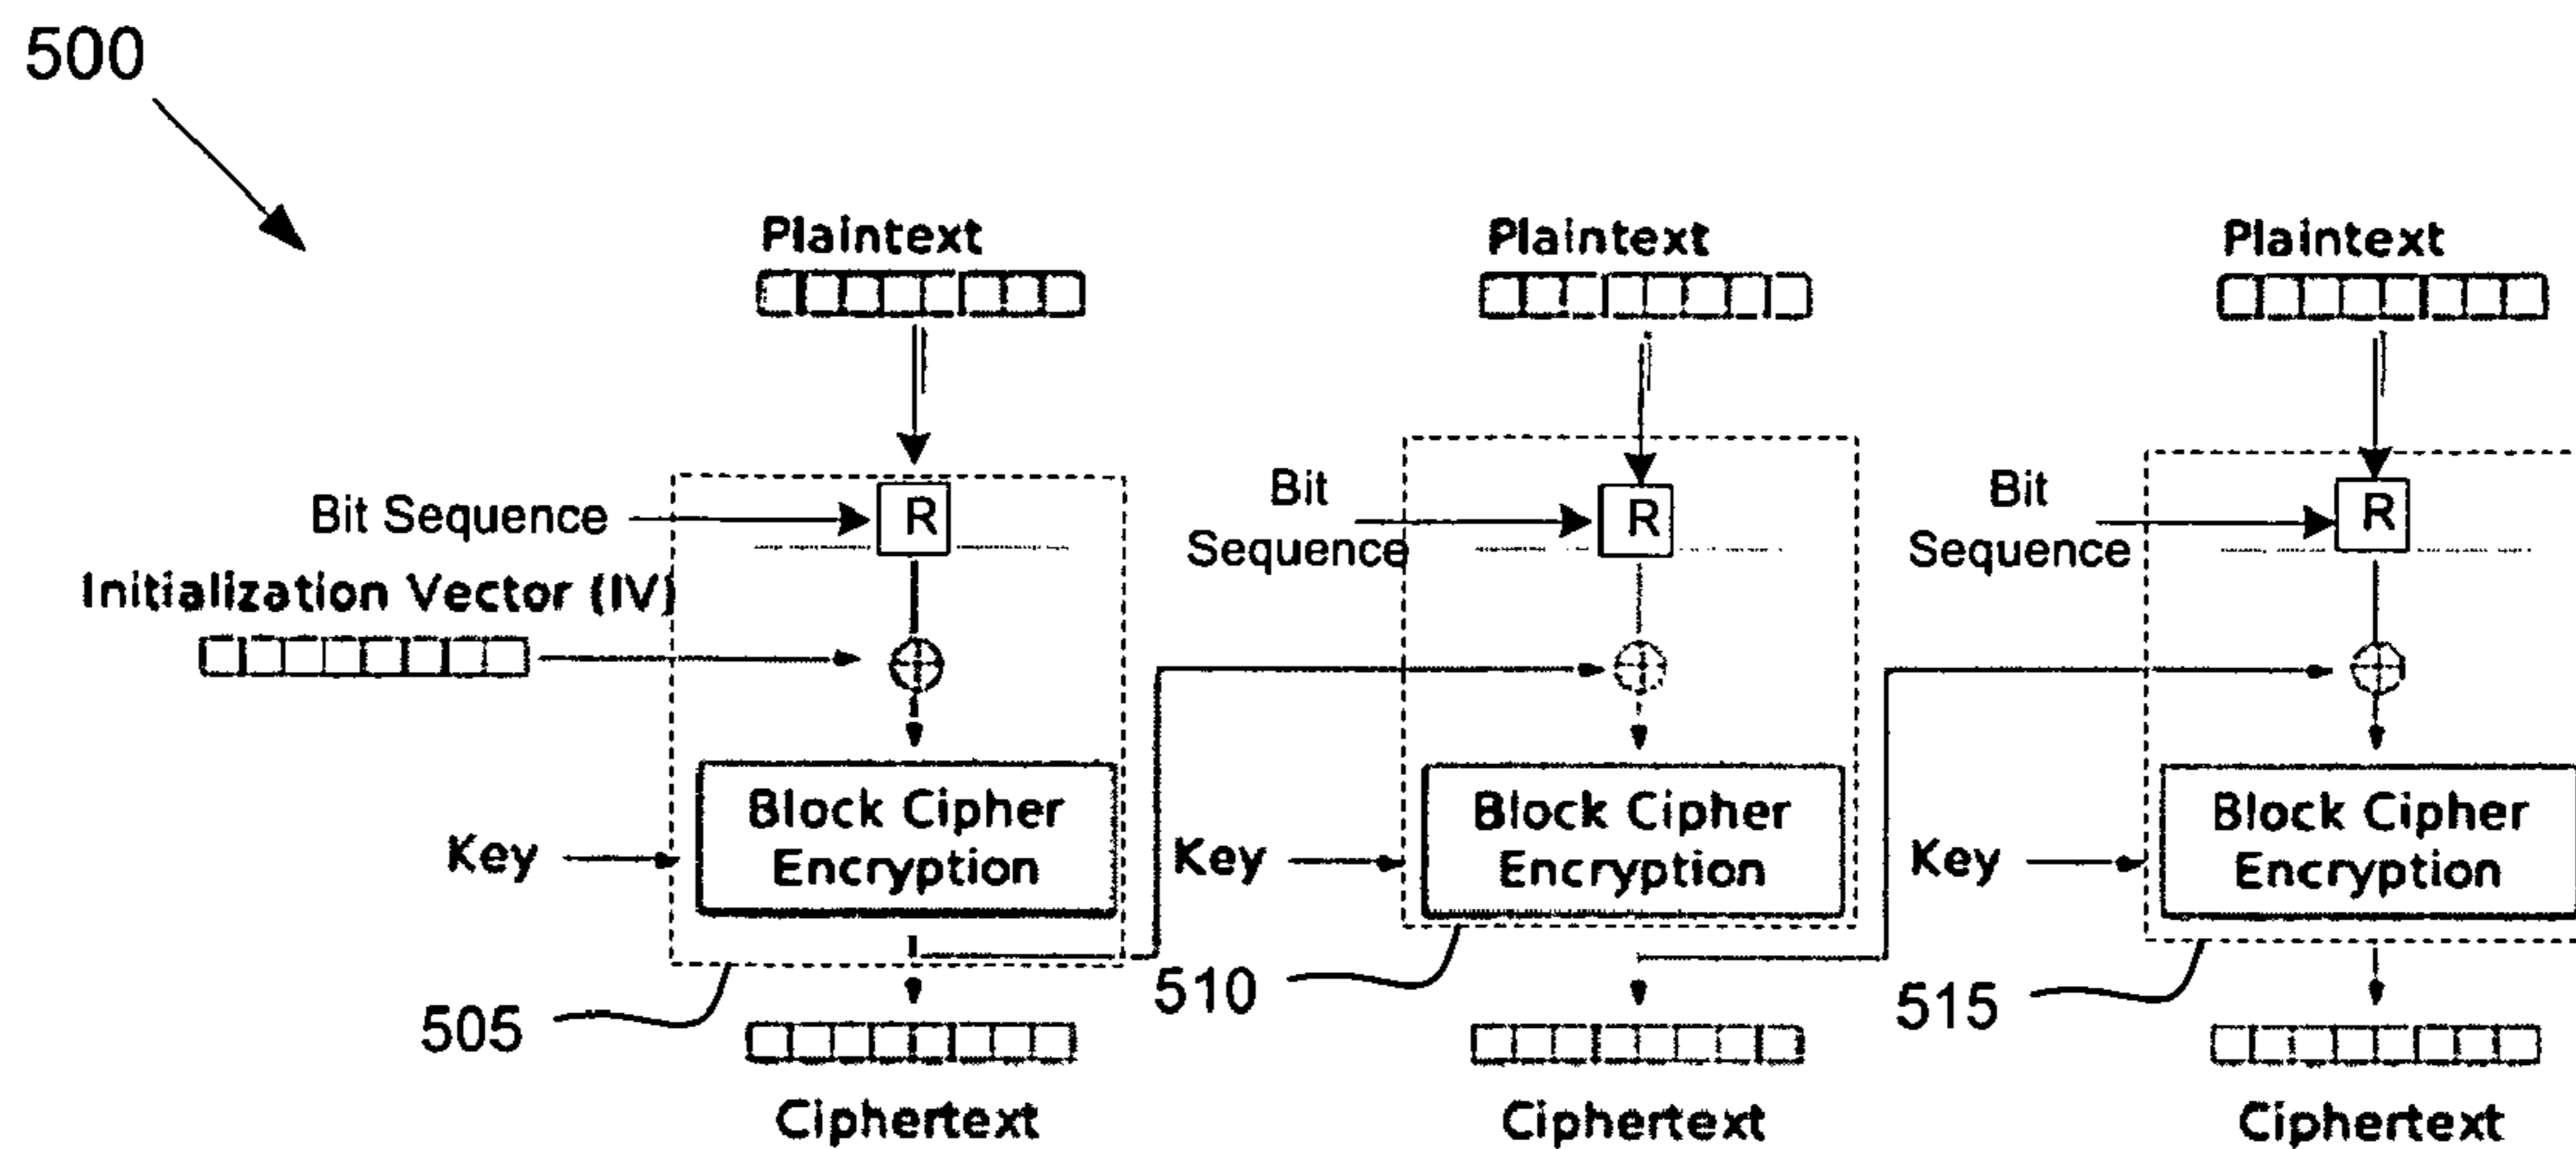 500
Plaintext
Plaintext
Plaintext
Bit Sequence
R
Bit
Sequence
R
Bit
Sequence
R
Initialization Vector (IV)
Key
Block Cipher
Encryption
Key
Block Cipher
Encryption
Key
Block Cipher
Encryption
505
510
515
Ciphertext
Ciphertext
Ciphertext